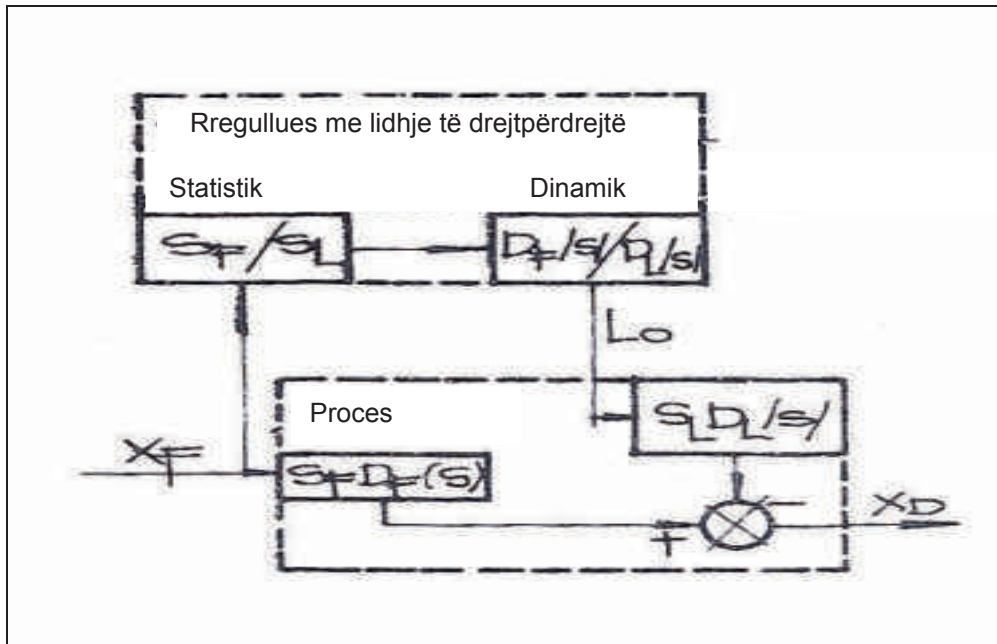 Rregullues me lidhje të drejtpërdrejtë
Statistik Dinamik
SF/SL DF/s/DL/s/
Lo
Proces
SLDL/s/
XF
SFDF(S)
XD
+ −